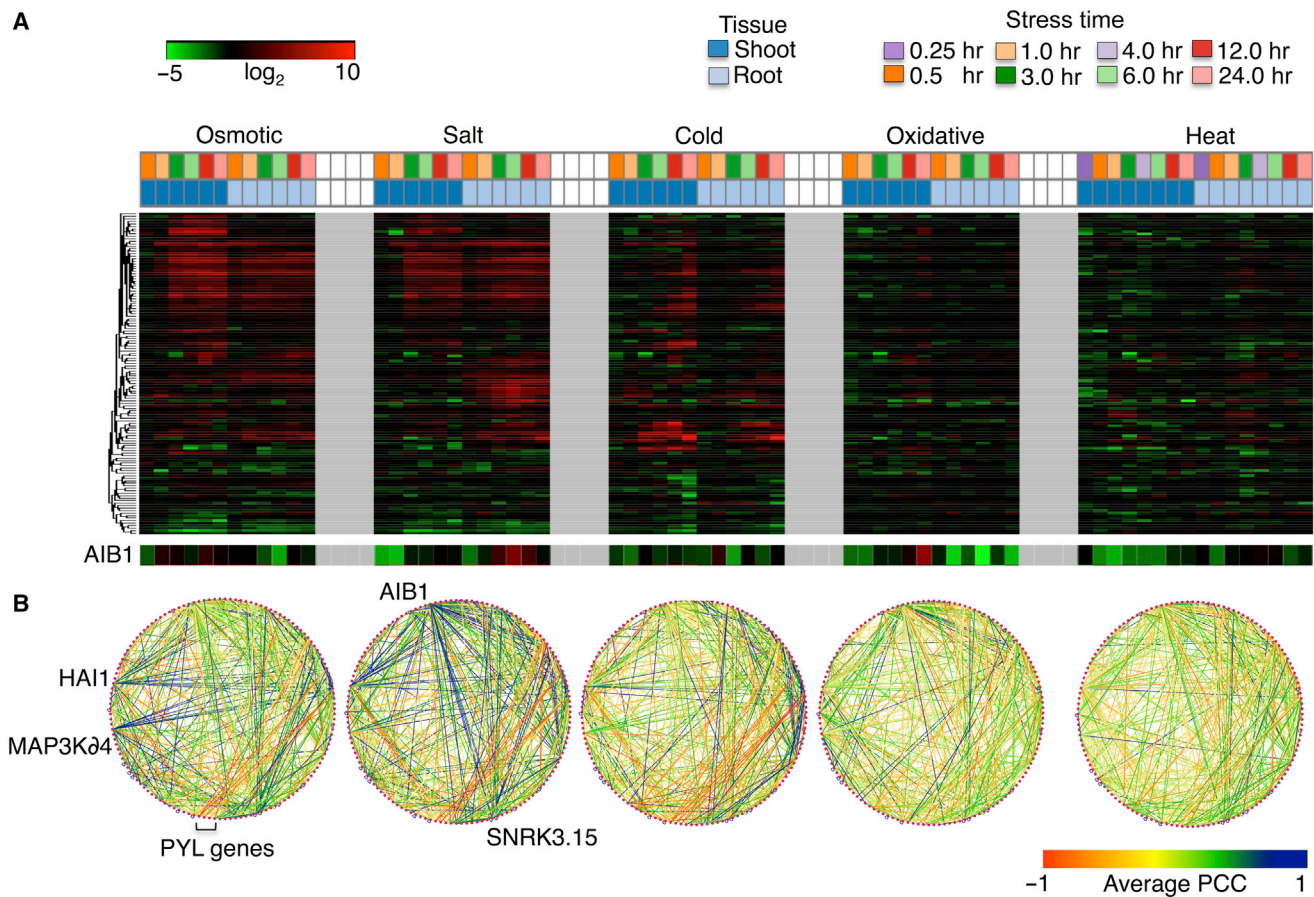 A
−5 log₂ 10
Tissue
Shoot
Root
Stress time
0.25 hr 1.0 hr 4.0 hr 12.0 hr
0.5 hr 3.0 hr 6.0 hr 24.0 hr
Osmotic Salt Cold Oxidative Heat
AIB1
B
AIB1
HAI1
MAP3K∂4
PYL genes
SNRK3.15
−1 Average PCC 1